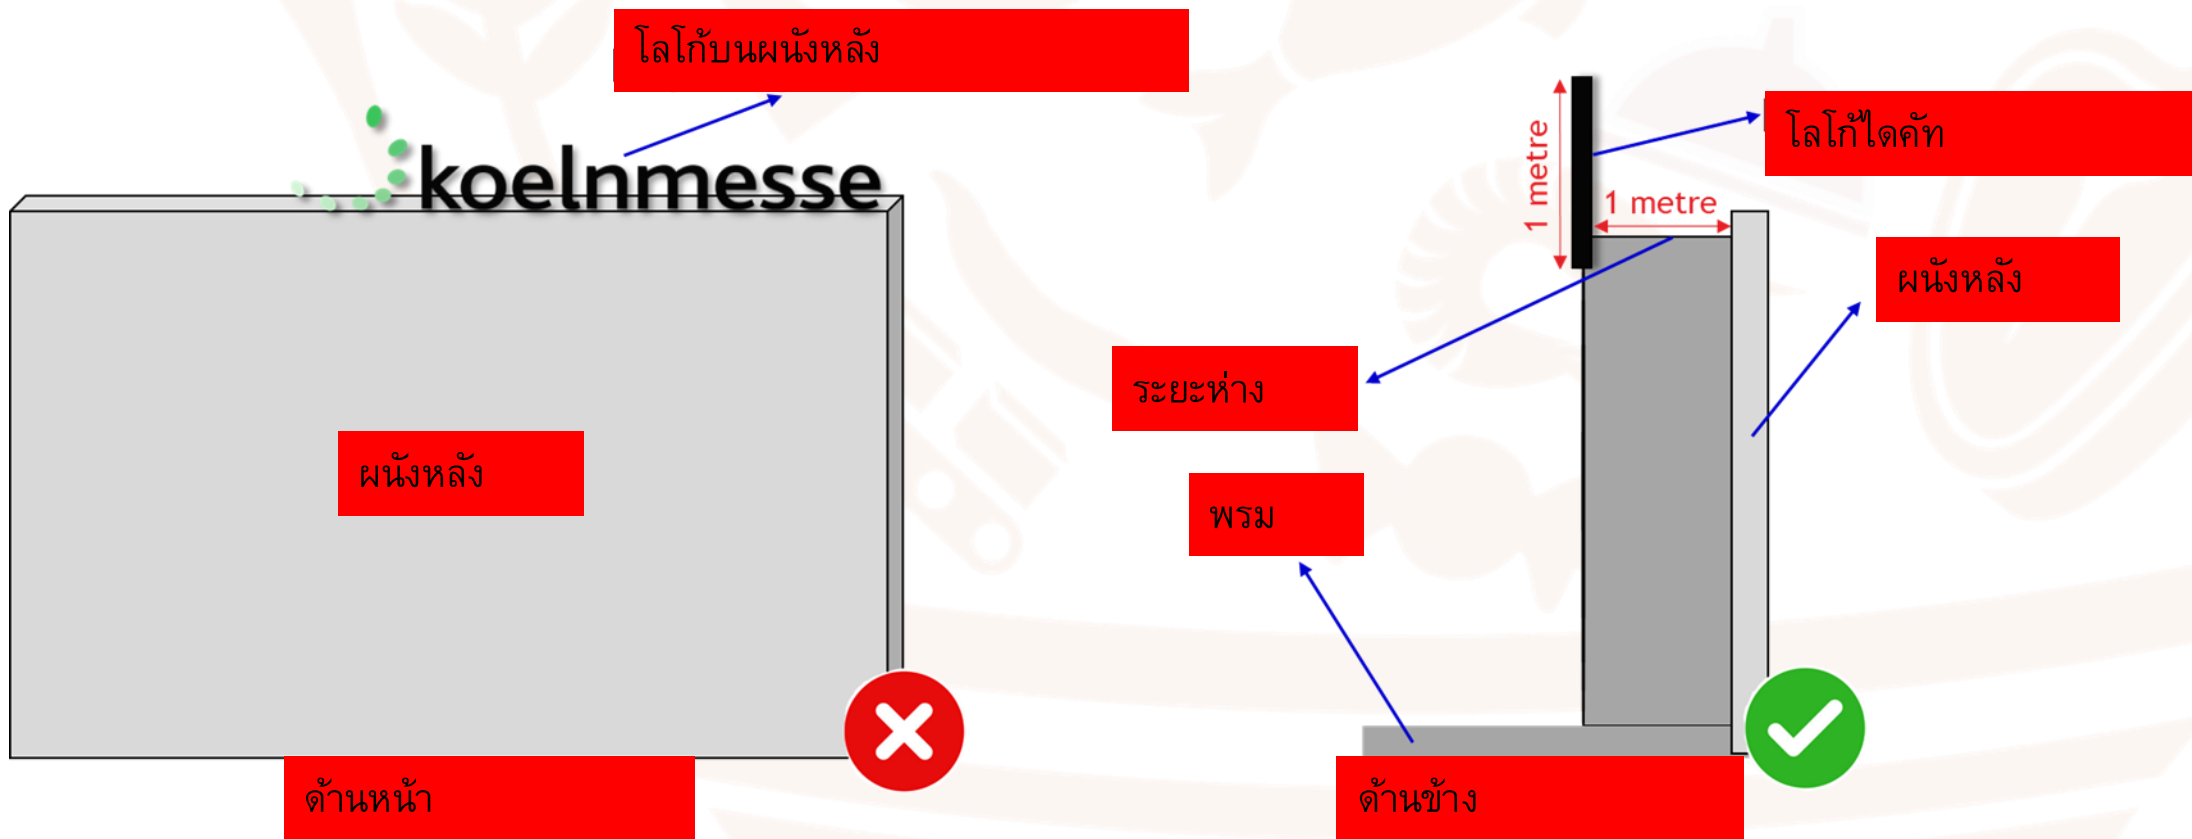 โลโก้บนผนังหลัง
koelnmesse
ผนังหลัง
ด้านหน้า
โลโก้ไดคัท
1 metre
1 metre
ผนังหลัง
ระยะห่าง
พรม
ด้านข้าง